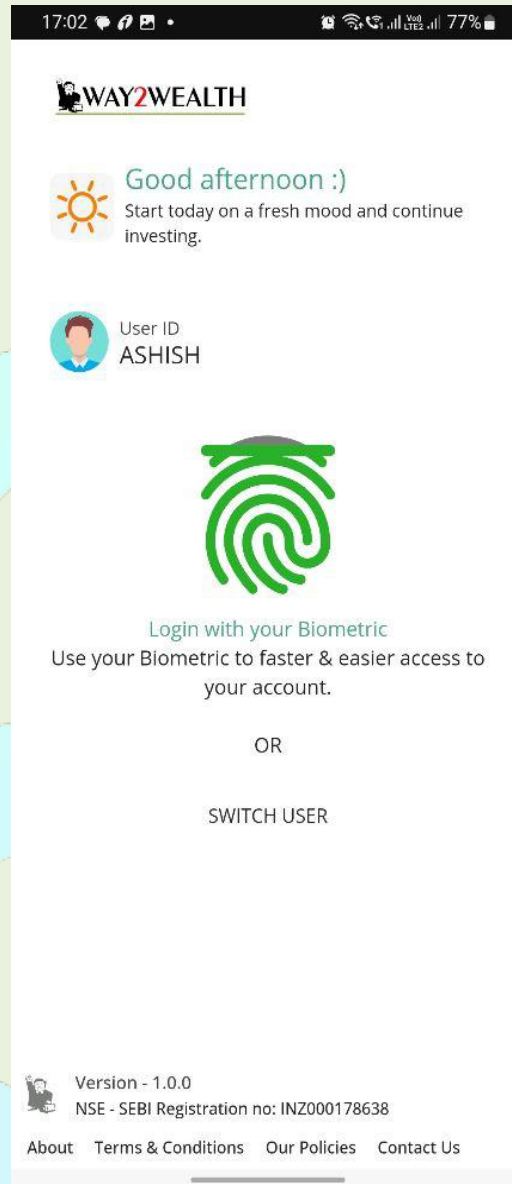 17:02
Vo)) LTE2 77%
WAY2WEALTH
Good afternoon :)
Start today on a fresh mood and continue
investing.
User ID
ASHISH
Login with your Biometric
Use your Biometric to faster & easier access to
your account.
OR
SWITCH USER
Version - 1.0.0
NSE - SEBI Registration no: INZ000178638
About Terms & Conditions Our Policies Contact Us